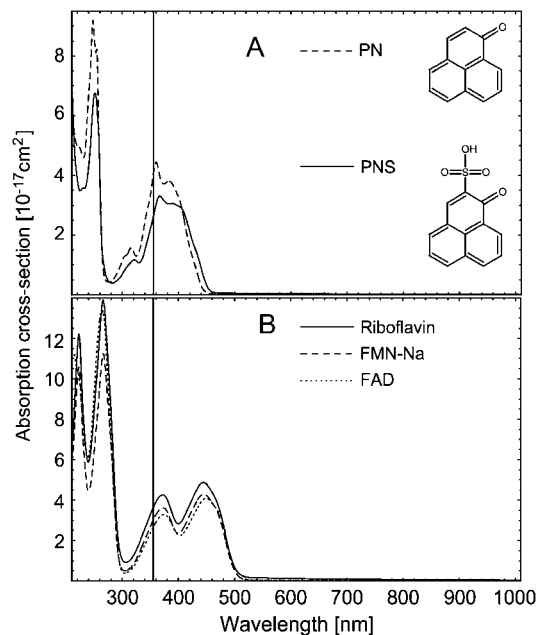 A
PN
O
PNS
OH
O=S=O
O
Absorption cross-section [10⁻¹⁷cm²]
8
6
4
2
B
Riboflavin
FMN-Na
FAD
12
10
8
6
4
2
300 400 500 600 700 800 900 1000
Wavelength [nm]